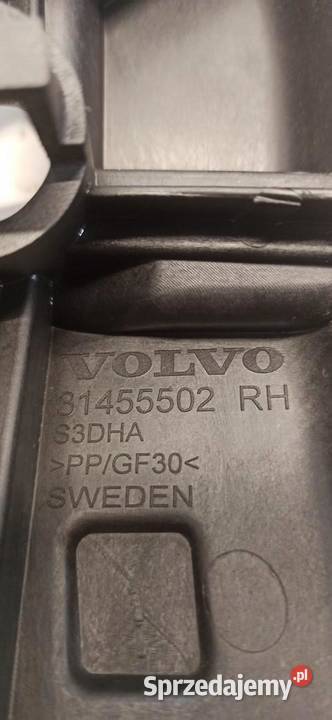 VOLVO
31455502 RH
S3DHA
>PP/GF30<
SWEDEN
Sprzedajemy.pl